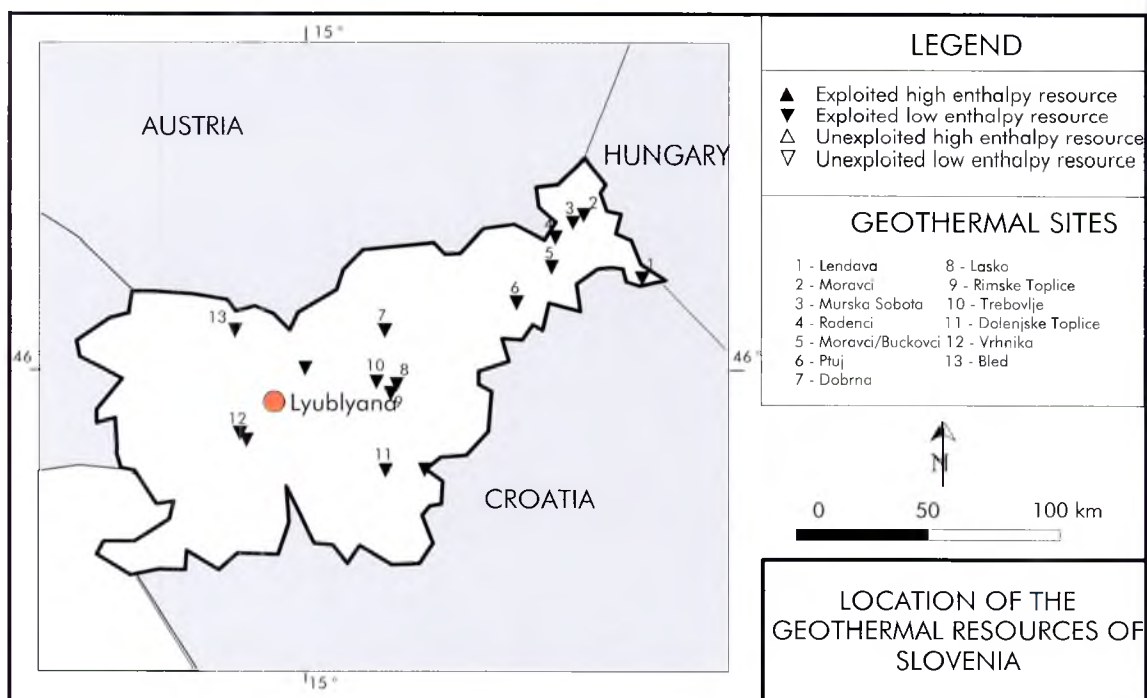 15°
AUSTRIA
HUNGARY
2
3
4
5
1
6
13
7
46
46°
10
8
Lyublyana
9
12
11
CROATIA
15°
LEGEND
Exploited high enthalpy resource
Exploited low enthalpy resource
Unexploited high enthalpy resource
Unexploited low enthalpy resource
GEOTHERMAL SITES
1 - Lendava
2 - Moravci
3 - Murska Sobota
4 - Radenci
5 - Moravci/Buckovci
6 - Ptuj
7 - Dobrna
8 - Lasko
9 - Rimske Toplice
10 - Trebovlje
11 - Dolenjske Toplice
12 - Vrhnika
13 - Bled
N
0 50 100 km
LOCATION OF THE
GEOTHERMAL RESOURCES OF
SLOVENIA